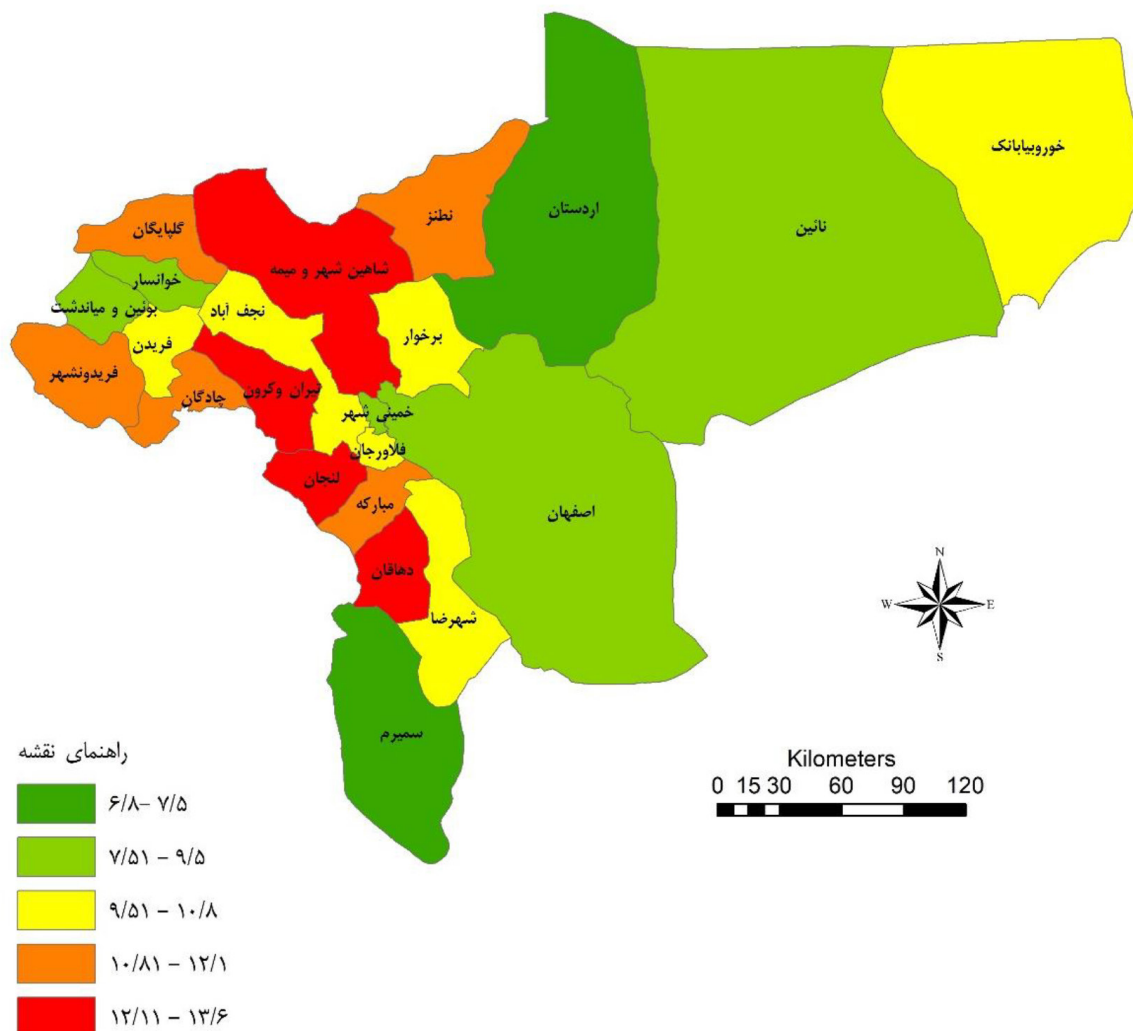 خوروبیابانک
اردستان
نائین
نطنز
گلپایگان
شاهین شهر و میمه
خوانسار
بوئین و میاندشت
نجف آباد
برخوار
فریدن
فریدونشهر
چادگان
تیران وکرون
خمینی شهر
فلاورجان
لنجان
مبارکه
اصفهان
دهاقان
شهرضا
سمیرم
N
W
E
S
Kilometers
0 15 30 60 90 120
راهنمای نقشه
۶/۸– ۷/۵
۷/۵۱ – ۹/۵
۹/۵۱ – ۱۰/۸
۱۰/۸۱ – ۱۲/۱
۱۲/۱۱ – ۱۳/۶